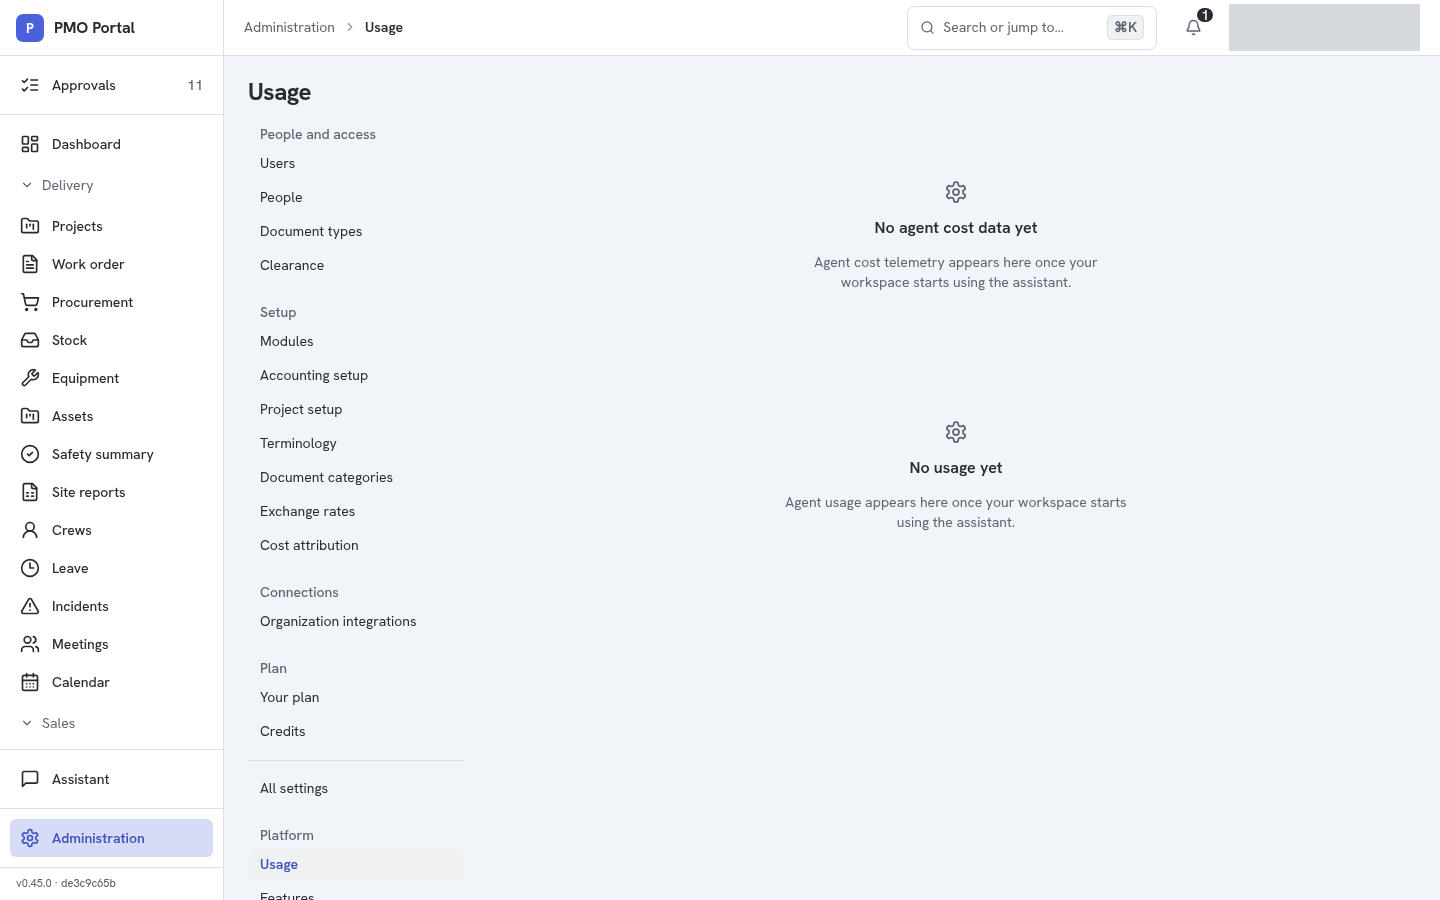 P PMO Portal
Administration > Usage
Search or jump to...
⌘K
1
Approvals 11
Dashboard
Delivery
Projects
Work order
Procurement
Stock
Equipment
Assets
Safety summary
Site reports
Crews
Leave
Incidents
Meetings
Calendar
Sales
Assistant
Administration
v0.45.0 · de3c9c65b
Usage
People and access
Users
People
Document types
Clearance
Setup
Modules
Accounting setup
Project setup
Terminology
Document categories
Exchange rates
Cost attribution
Connections
Organization integrations
Plan
Your plan
Credits
All settings
Platform
Usage
Features
No agent cost data yet
Agent cost telemetry appears here once your
workspace starts using the assistant.
No usage yet
Agent usage appears here once your workspace starts
using the assistant.